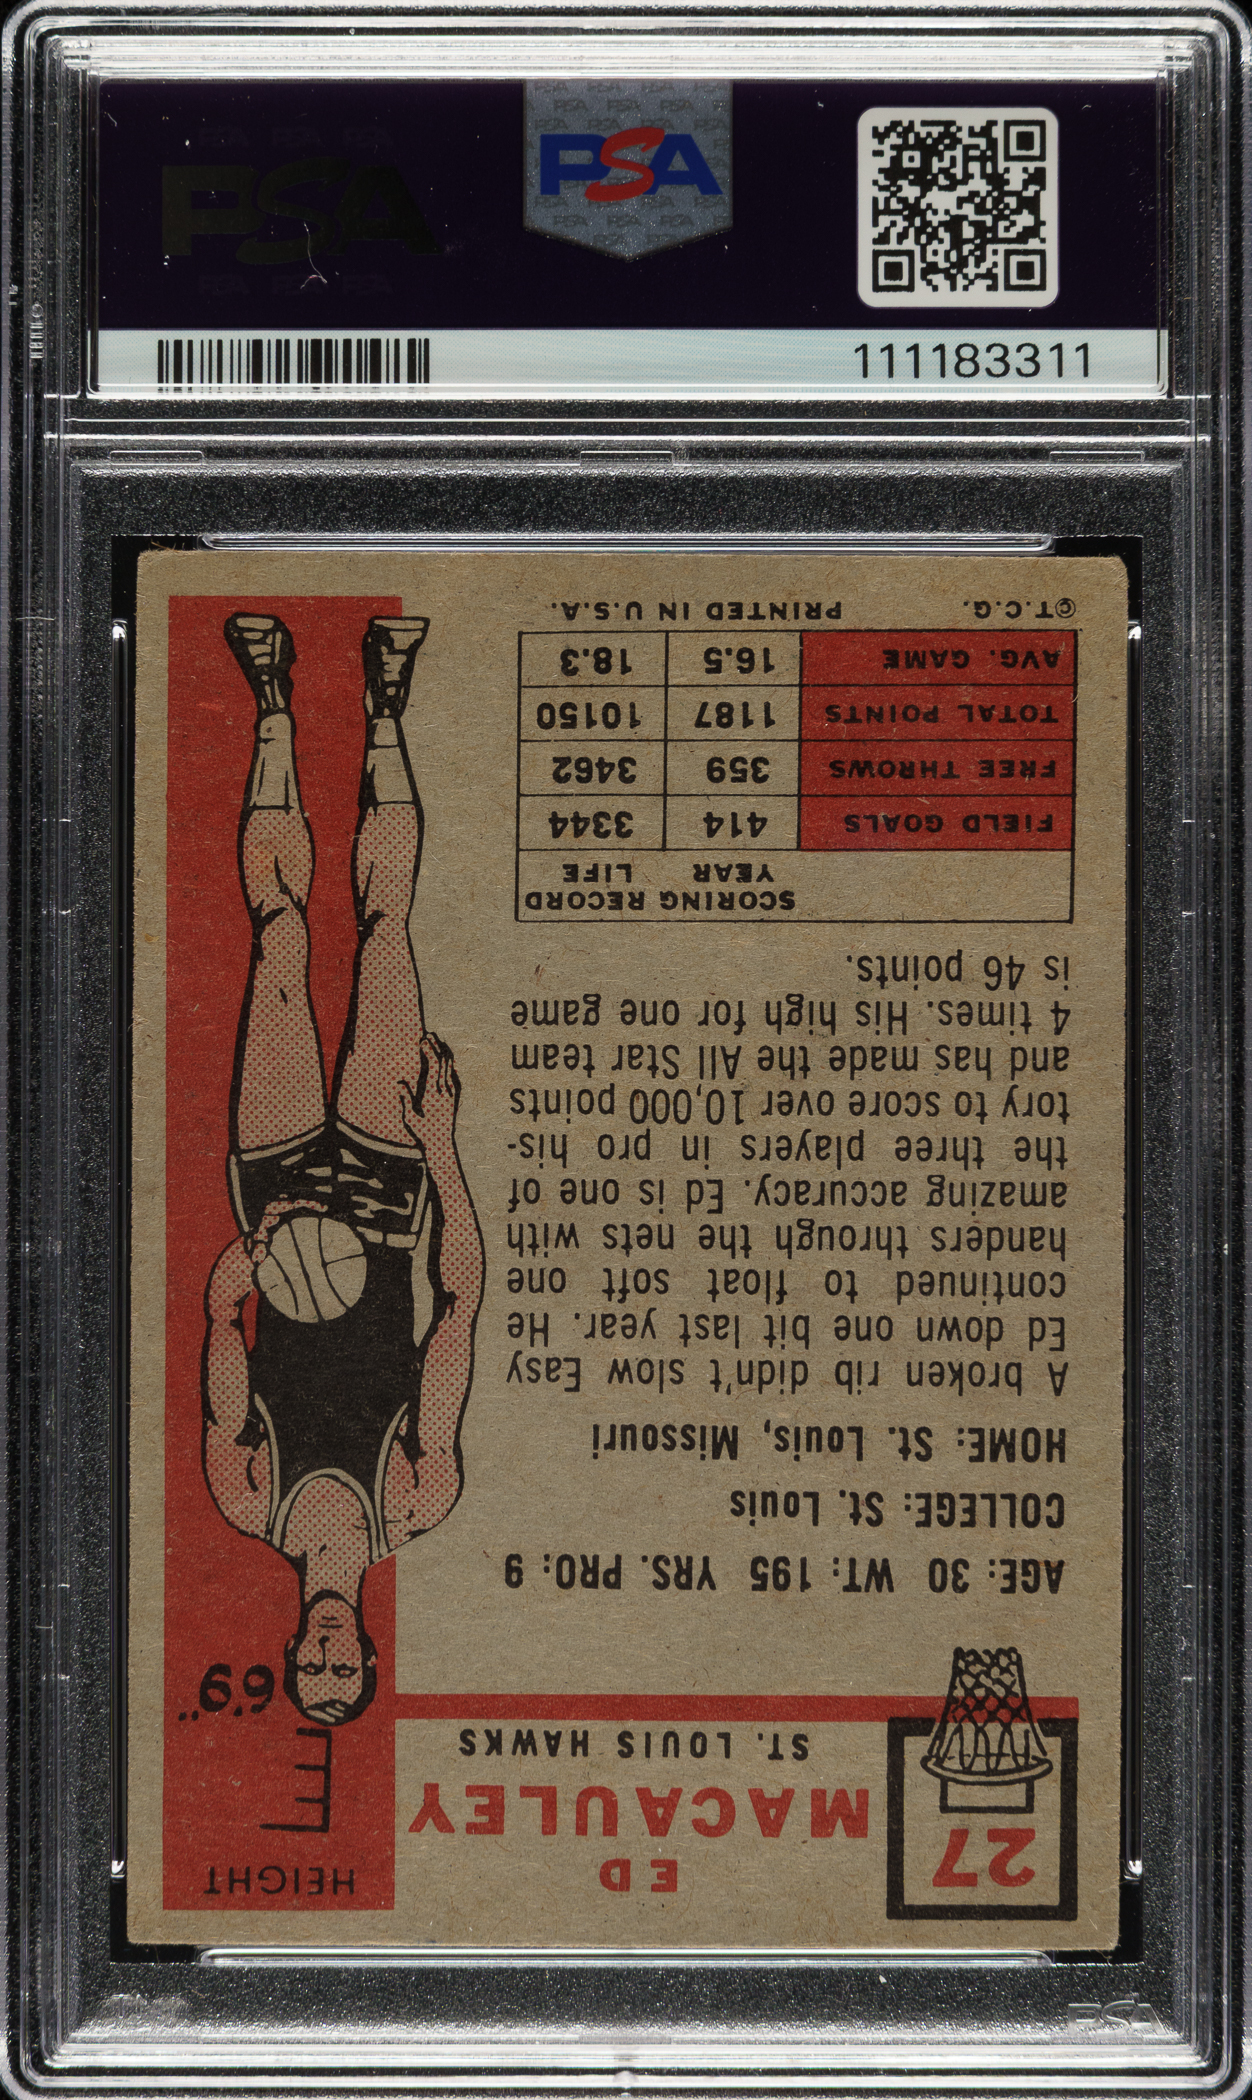 PSA
PSA
111183311
27
ED
MACAULEY
ST. LOUIS HAWKS
HEIGHT
6'9"
AGE: 30 WT: 195 YRS. PRO: 9
COLLEGE: St. Louis
HOME: St. Louis, Missouri
A broken rib didn't slow Easy
Ed down one bit last year. He
continued to float soft one
handers through the nets with
amazing accuracy. Ed is one of
the three players in pro his-
tory to score over 10,000 points
and has made the All Star team
4 times. His high for one game
is 46 points.
SCORING RECORD
YEAR LIFE
FIELD GOALS 414 3344
FREE THROWS 359 3462
TOTAL POINTS 1187 10150
AVG. GAME 16.5 18.3
©T.C.G. PRINTED IN U.S.A.
PSA